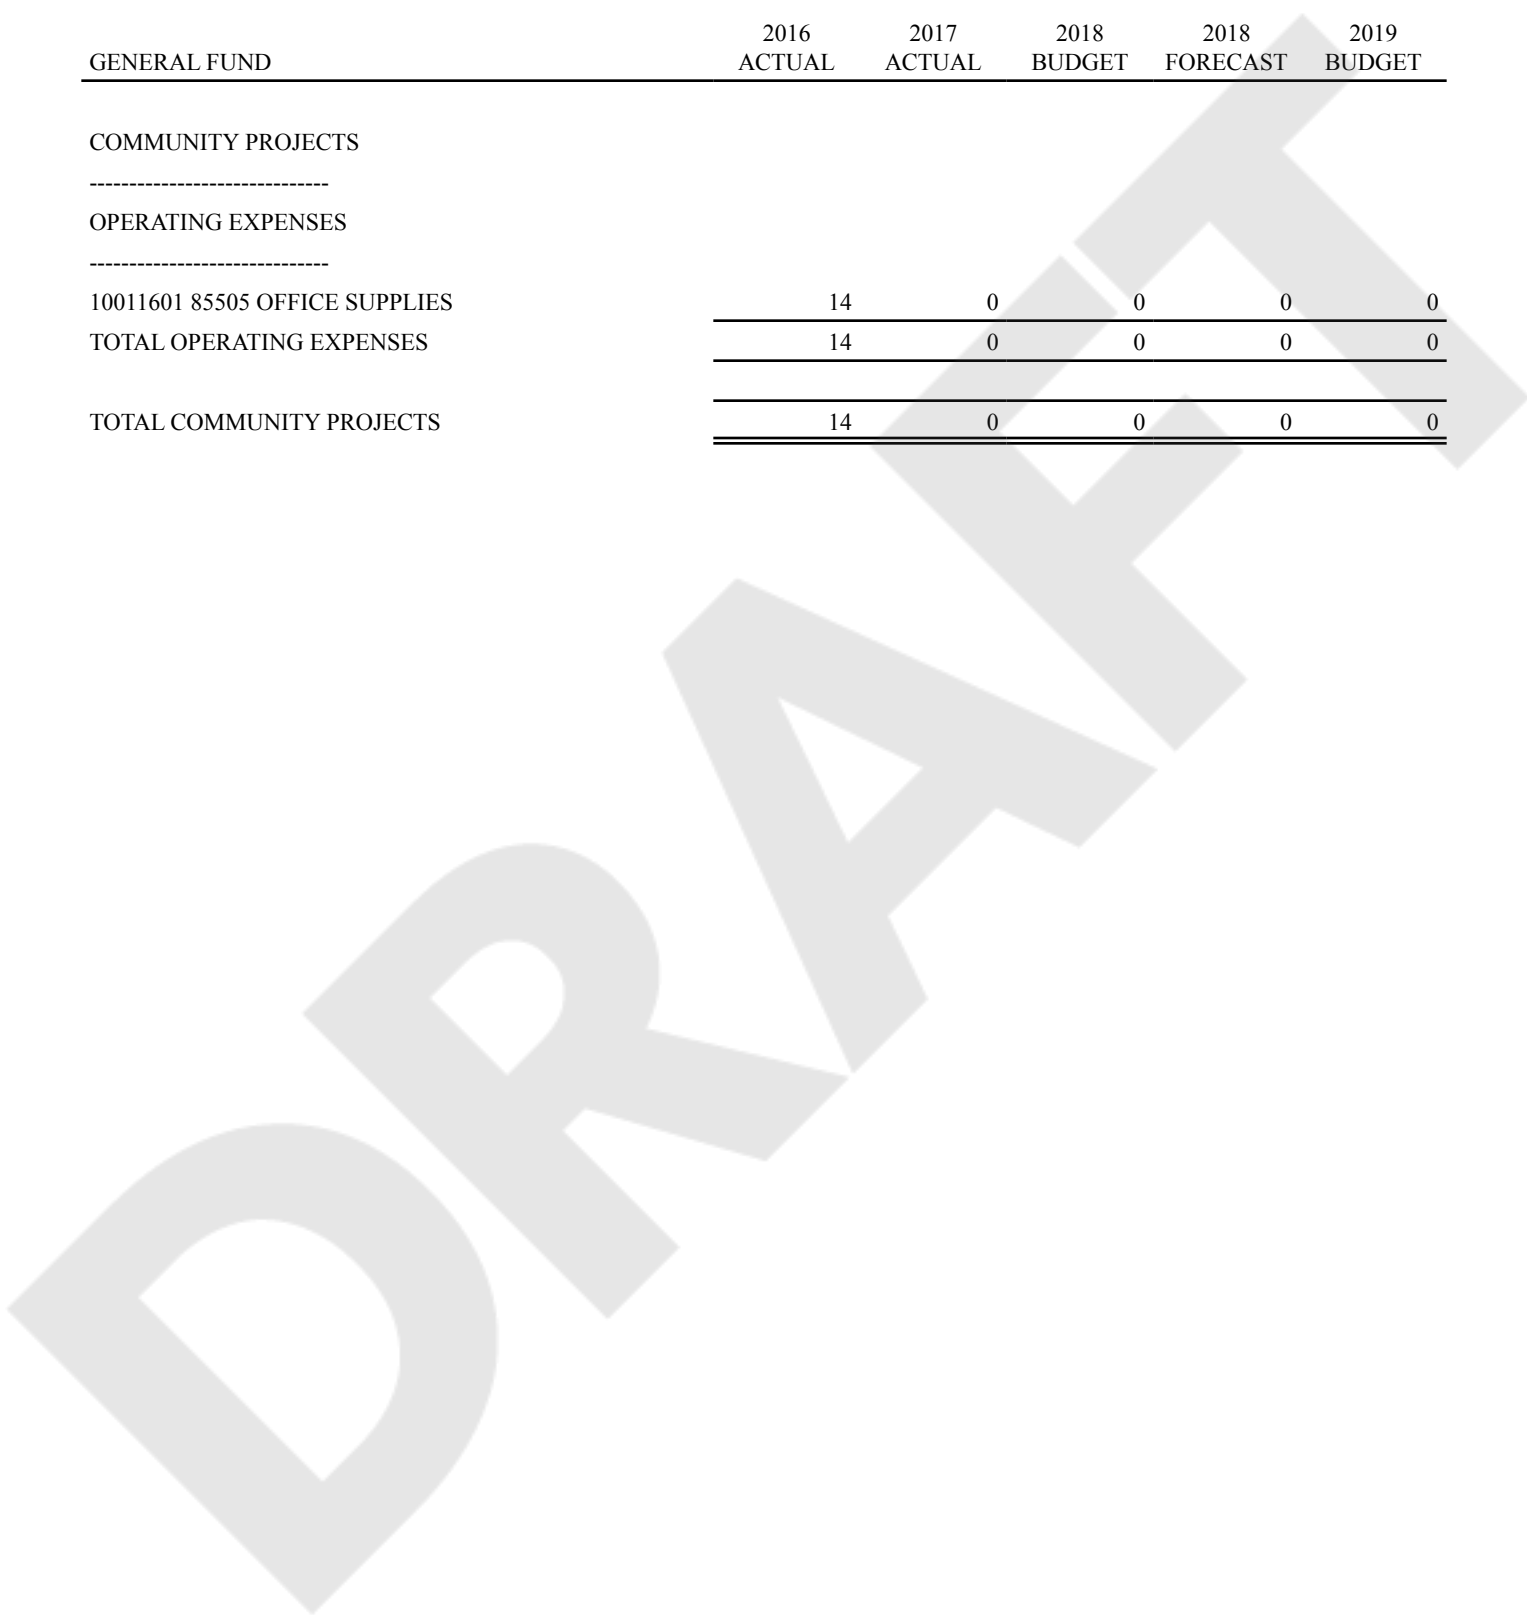 2016 2017 2018 2018 2019
GENERAL FUND ACTUAL ACTUAL BUDGET FORECAST BUDGET
COMMUNITY PROJECTS
------------------------------
OPERATING EXPENSES
------------------------------
10011601 85505 OFFICE SUPPLIES 14 0 0 0 0
TOTAL OPERATING EXPENSES 14 0 0 0 0
TOTAL COMMUNITY PROJECTS 14 0 0 0 0
DRAFT